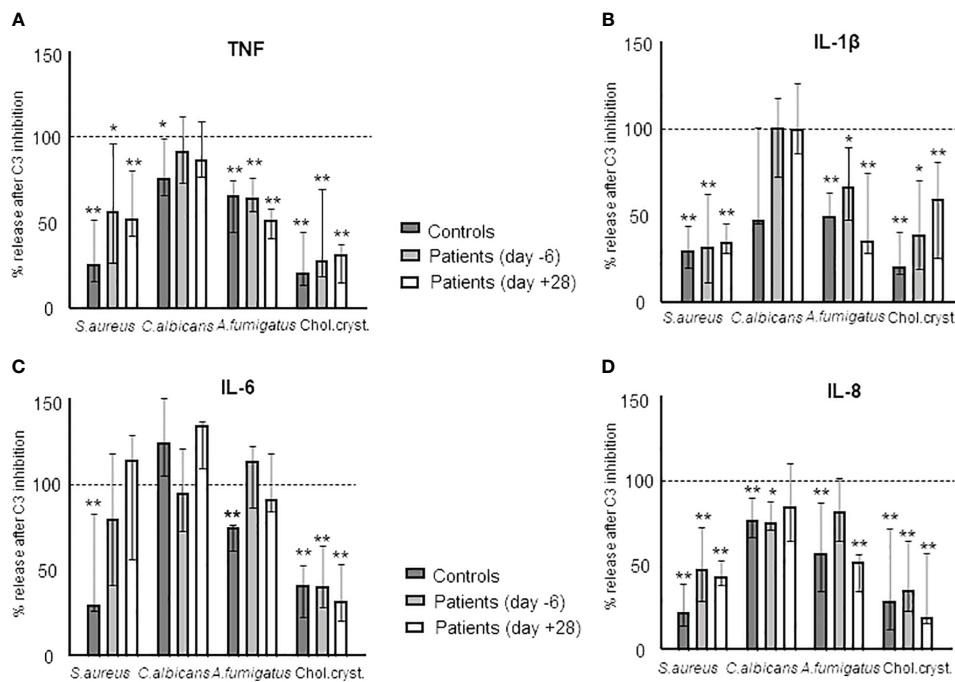 A
TNF
150
100
50
0
% release after C3 inhibition
** * ** * ** ** ** ** ** **
S.aureus C.albicans A.fumigatus Chol.cryst.
Controls
Patients (day -6)
Patients (day +28)
B
IL-1β
150
100
50
0
% release after C3 inhibition
** ** ** ** * ** ** * **
S.aureus C.albicans A.fumigatus Chol.cryst.
C
IL-6
150
100
50
0
% release after C3 inhibition
** ** ** ** **
S.aureus C.albicans A.fumigatus Chol.cryst.
Controls
Patients (day -6)
Patients (day +28)
D
IL-8
150
100
50
0
% release after C3 inhibition
** ** ** ** * ** ** ** ** **
S.aureus C.albicans A.fumigatus Chol.cryst.